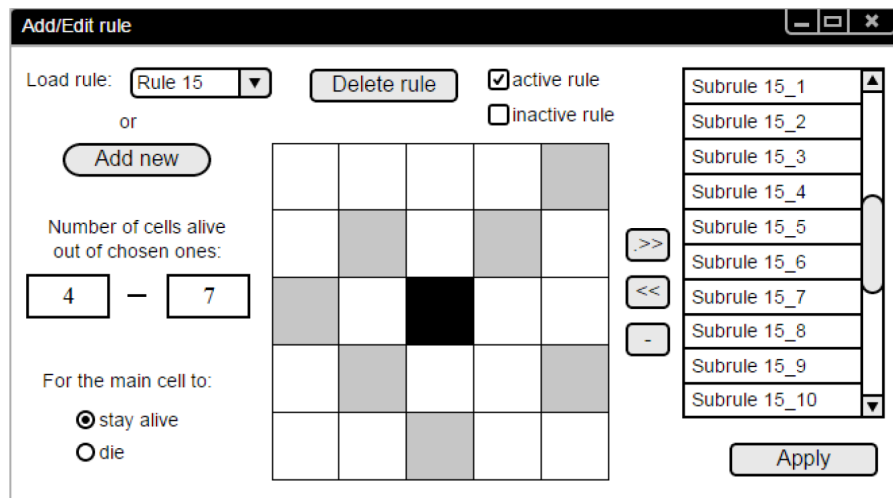 Add/Edit rule
Load rule: Rule 15
or
Add new
Delete rule
active rule
inactive rule
Number of cells alive
out of chosen ones:
4 – 7
For the main cell to:
stay alive
die
.>>
<<
-
Subrule 15_1
Subrule 15_2
Subrule 15_3
Subrule 15_4
Subrule 15_5
Subrule 15_6
Subrule 15_7
Subrule 15_8
Subrule 15_9
Subrule 15_10
Apply